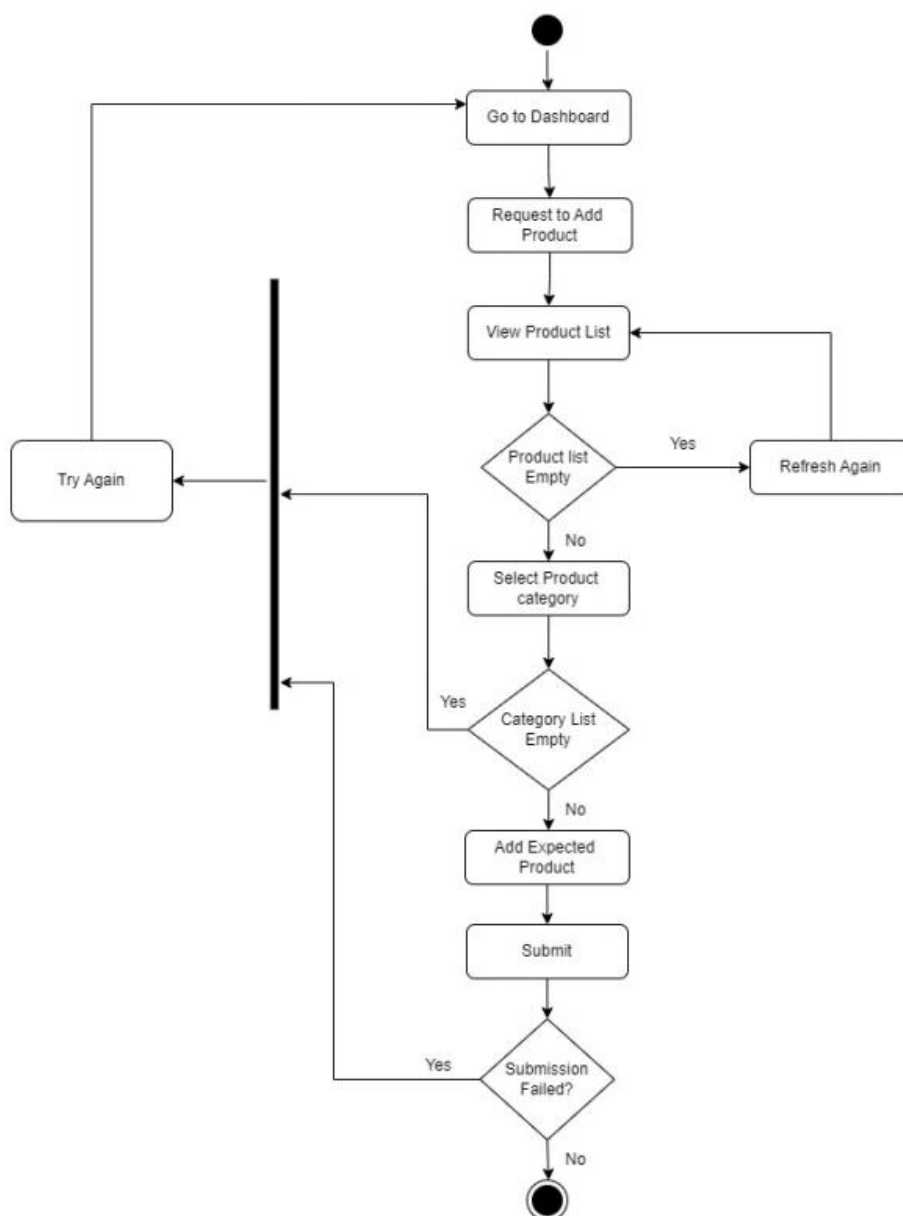 Go to Dashboard
Request to Add
Product
View Product List
Product list
Empty
Yes
Refresh Again
Try Again
No
Select Product
category
Yes
Category List
Empty
No
Add Expected
Product
Submit
Yes
Submission
Failed?
No